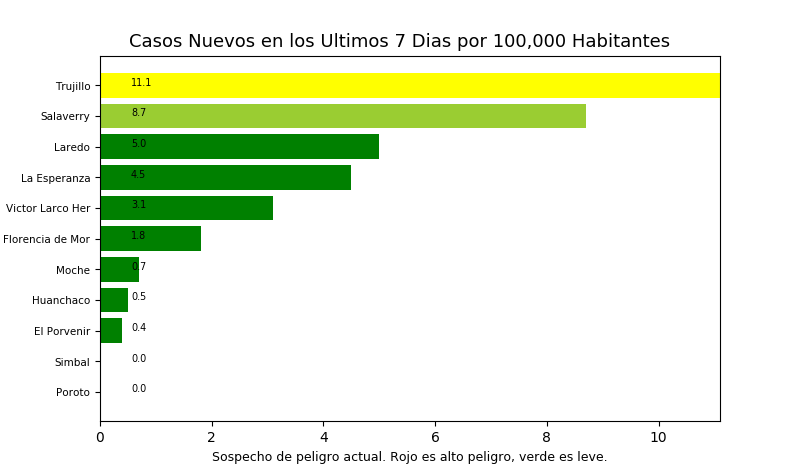 Casos Nuevos en los Ultimos 7 Dias por 100,000 Habitantes
Trujillo 11.1
Salaverry 8.7
Laredo 5.0
La Esperanza 4.5
Victor Larco Her 3.1
Florencia de Mor 1.8
Moche 0.7
Huanchaco 0.5
El Porvenir 0.4
Simbal 0.0
Poroto 0.0
0 2 4 6 8 10
Sospecho de peligro actual. Rojo es alto peligro, verde es leve.